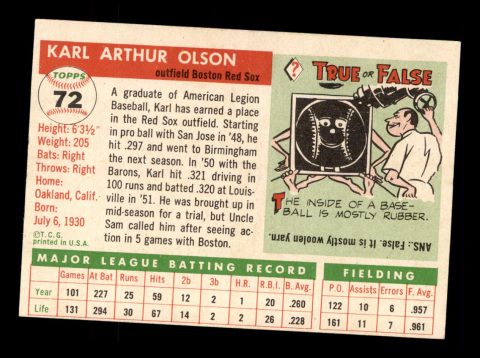 KARL ARTHUR OLSON
outfield Boston Red Sox
TOPPS
72
Height: 6'3½"
Weight: 205
Bats: Right
Throws: Right
Home:
Oakland, Calif.
Born:
July 6, 1930
©T. C. G.
printed in U.S.A.
A graduate of American Legion
Baseball, Karl has earned a place
in the Red Sox outfield. Starting
in pro ball with San Jose in '48, he
hit .297 and went to Birmingham
the next season. In '50 with the
Barons, Karl hit .321 driving in
100 runs and batted .320 at Louis-
ville in '51. He was brought up in
mid-season for a trial, but Uncle
Sam called him after seeing ac-
tion in 5 games with Boston.
?
TRUE OR FALSE
THE INSIDE OF A BASE-
BALL IS MOSTLY RUBBER.
ANS.: False. It is mostly woolen yarn.
MAJOR LEAGUE BATTING RECORD
Games At Bat Runs Hits 2b 3b H.R. R.B.I. B. Avg.
Year 101 227 25 59 12 2 1 20 .260
Life 131 294 30 67 14 2 2 26 .228
FIELDING
P.O. Assists Errors F. Avg.
122 10 6 .957
161 11 7 .961